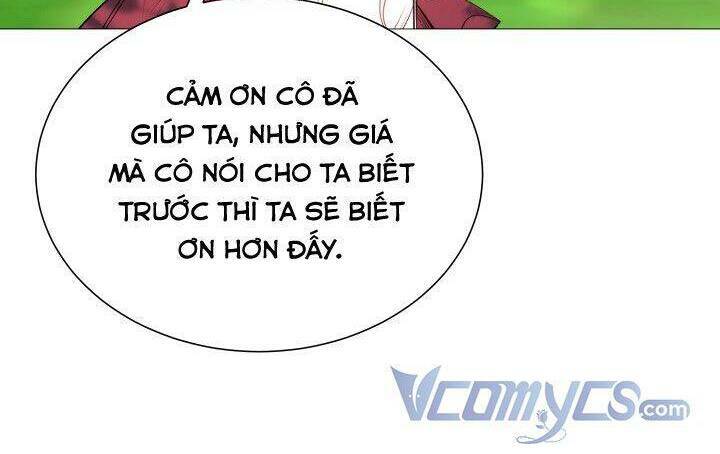 CẢM ƠN CÔ ĐÃ
GIÚP TA, NHƯNG GIÁ
MÀ CÔ NÓI CHO TA BIẾT
TRƯỚC THÌ TA SẼ BIẾT
ƠN HƠN ĐẤY.
VCOMYCS.com